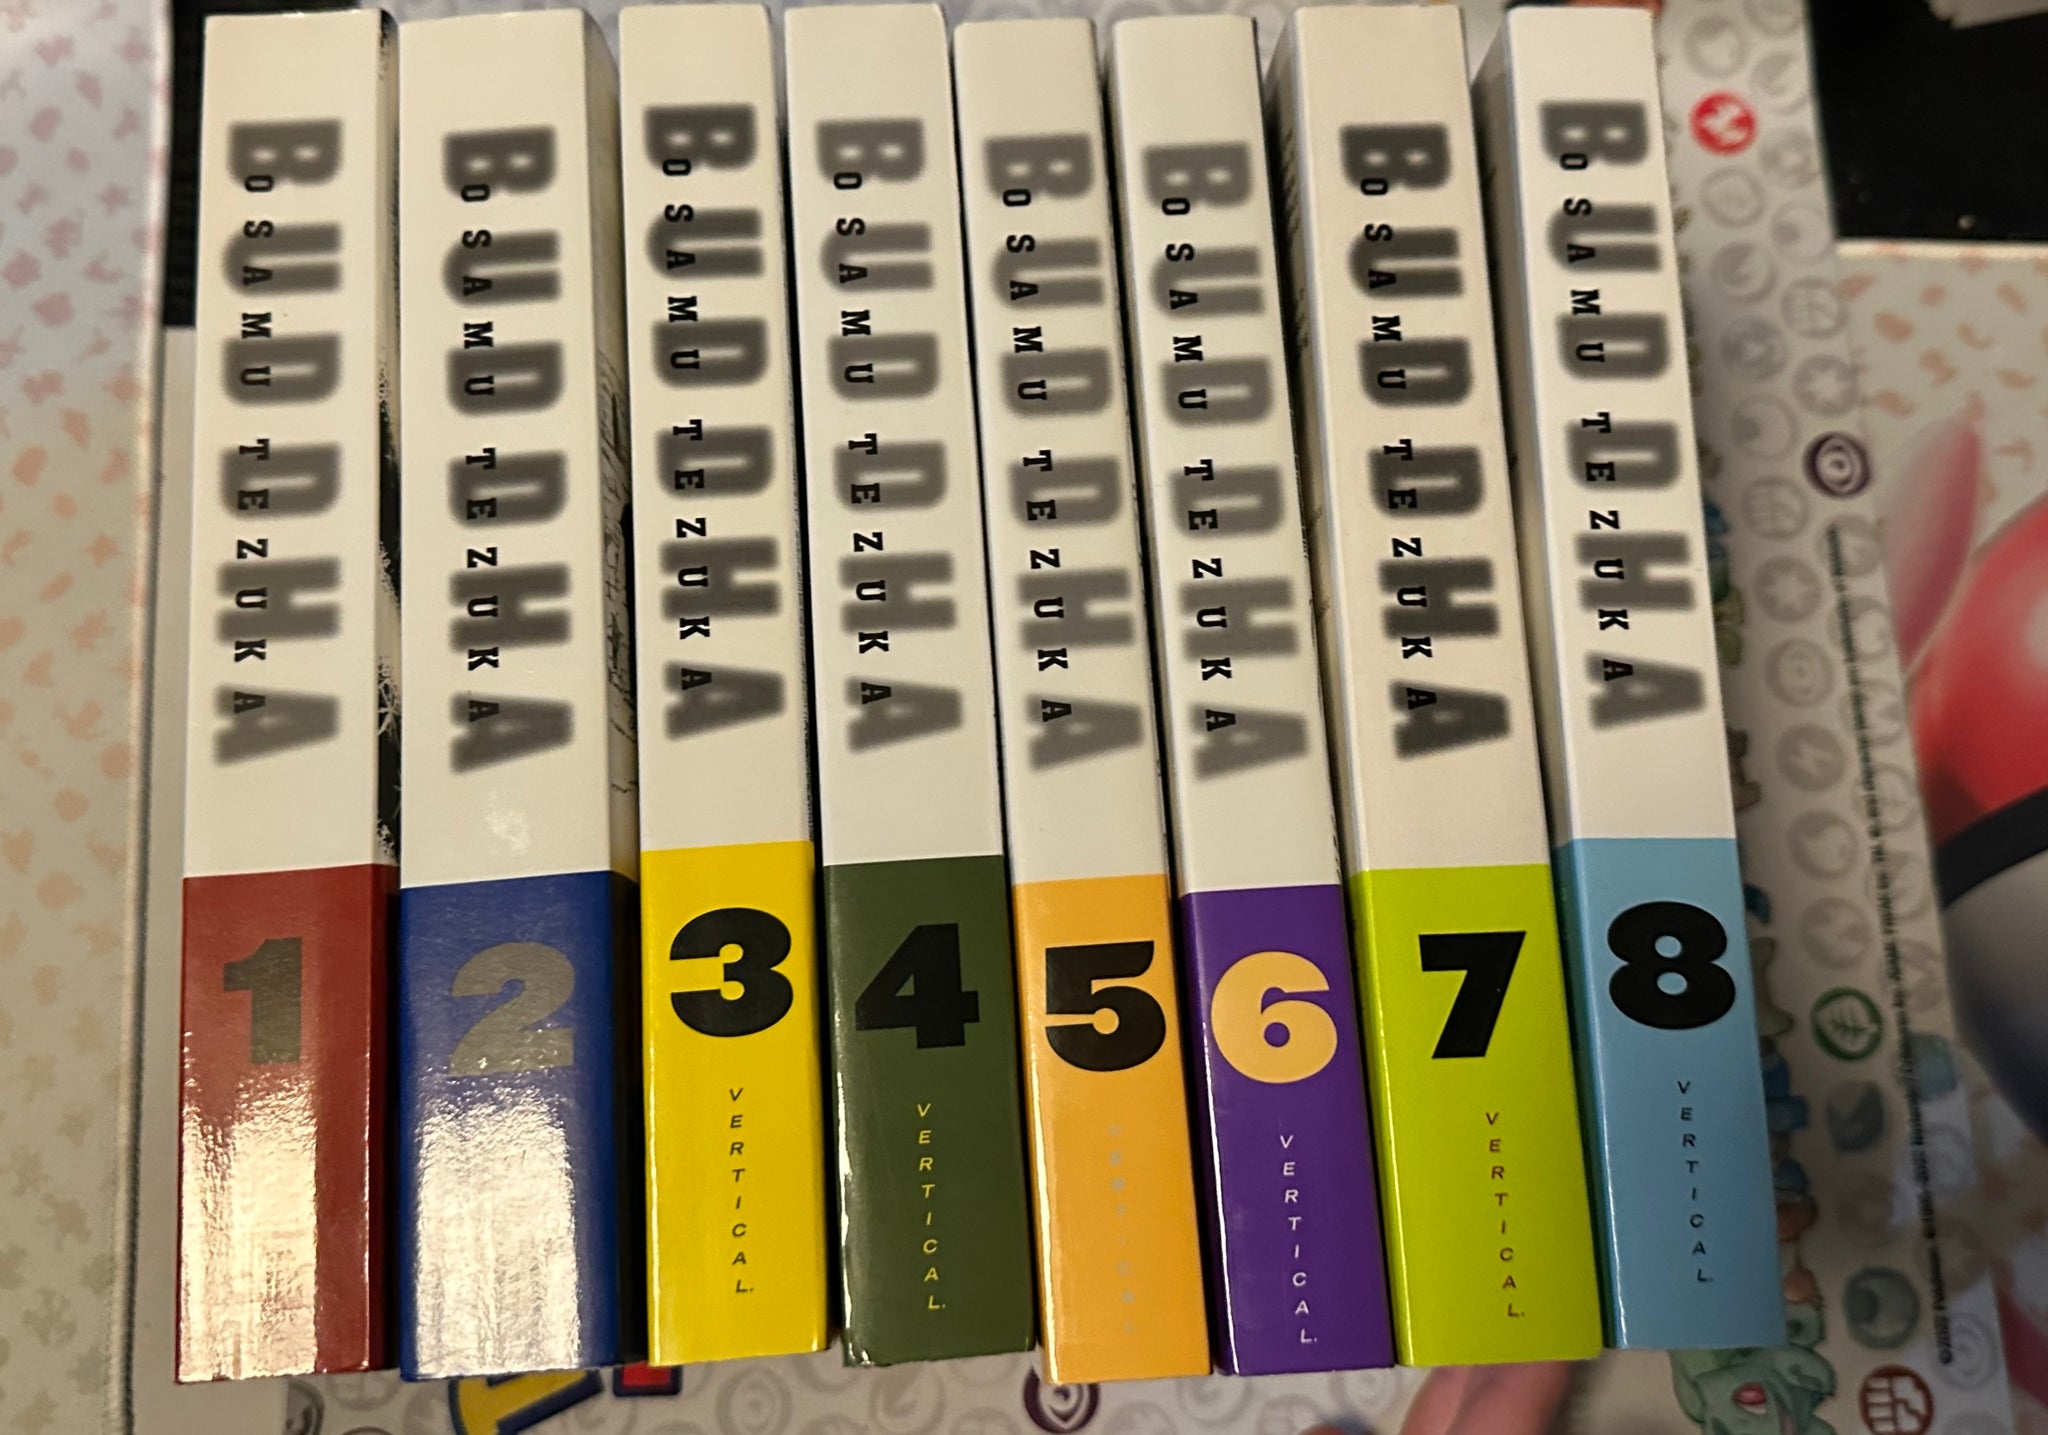 BUDDHA
OSAMU TEZUKA
1
BUDDHA
OSAMU TEZUKA
2
BUDDHA
OSAMU TEZUKA
3
VERTICAL.
BUDDHA
OSAMU TEZUKA
4
VERTICAL.
BUDDHA
OSAMU TEZUKA
5
VERTICAL
BUDDHA
OSAMU TEZUKA
6
VERTICAL.
BUDDHA
OSAMU TEZUKA
7
VERTICAL.
BUDDHA
OSAMU TEZUKA
8
VERTICAL.